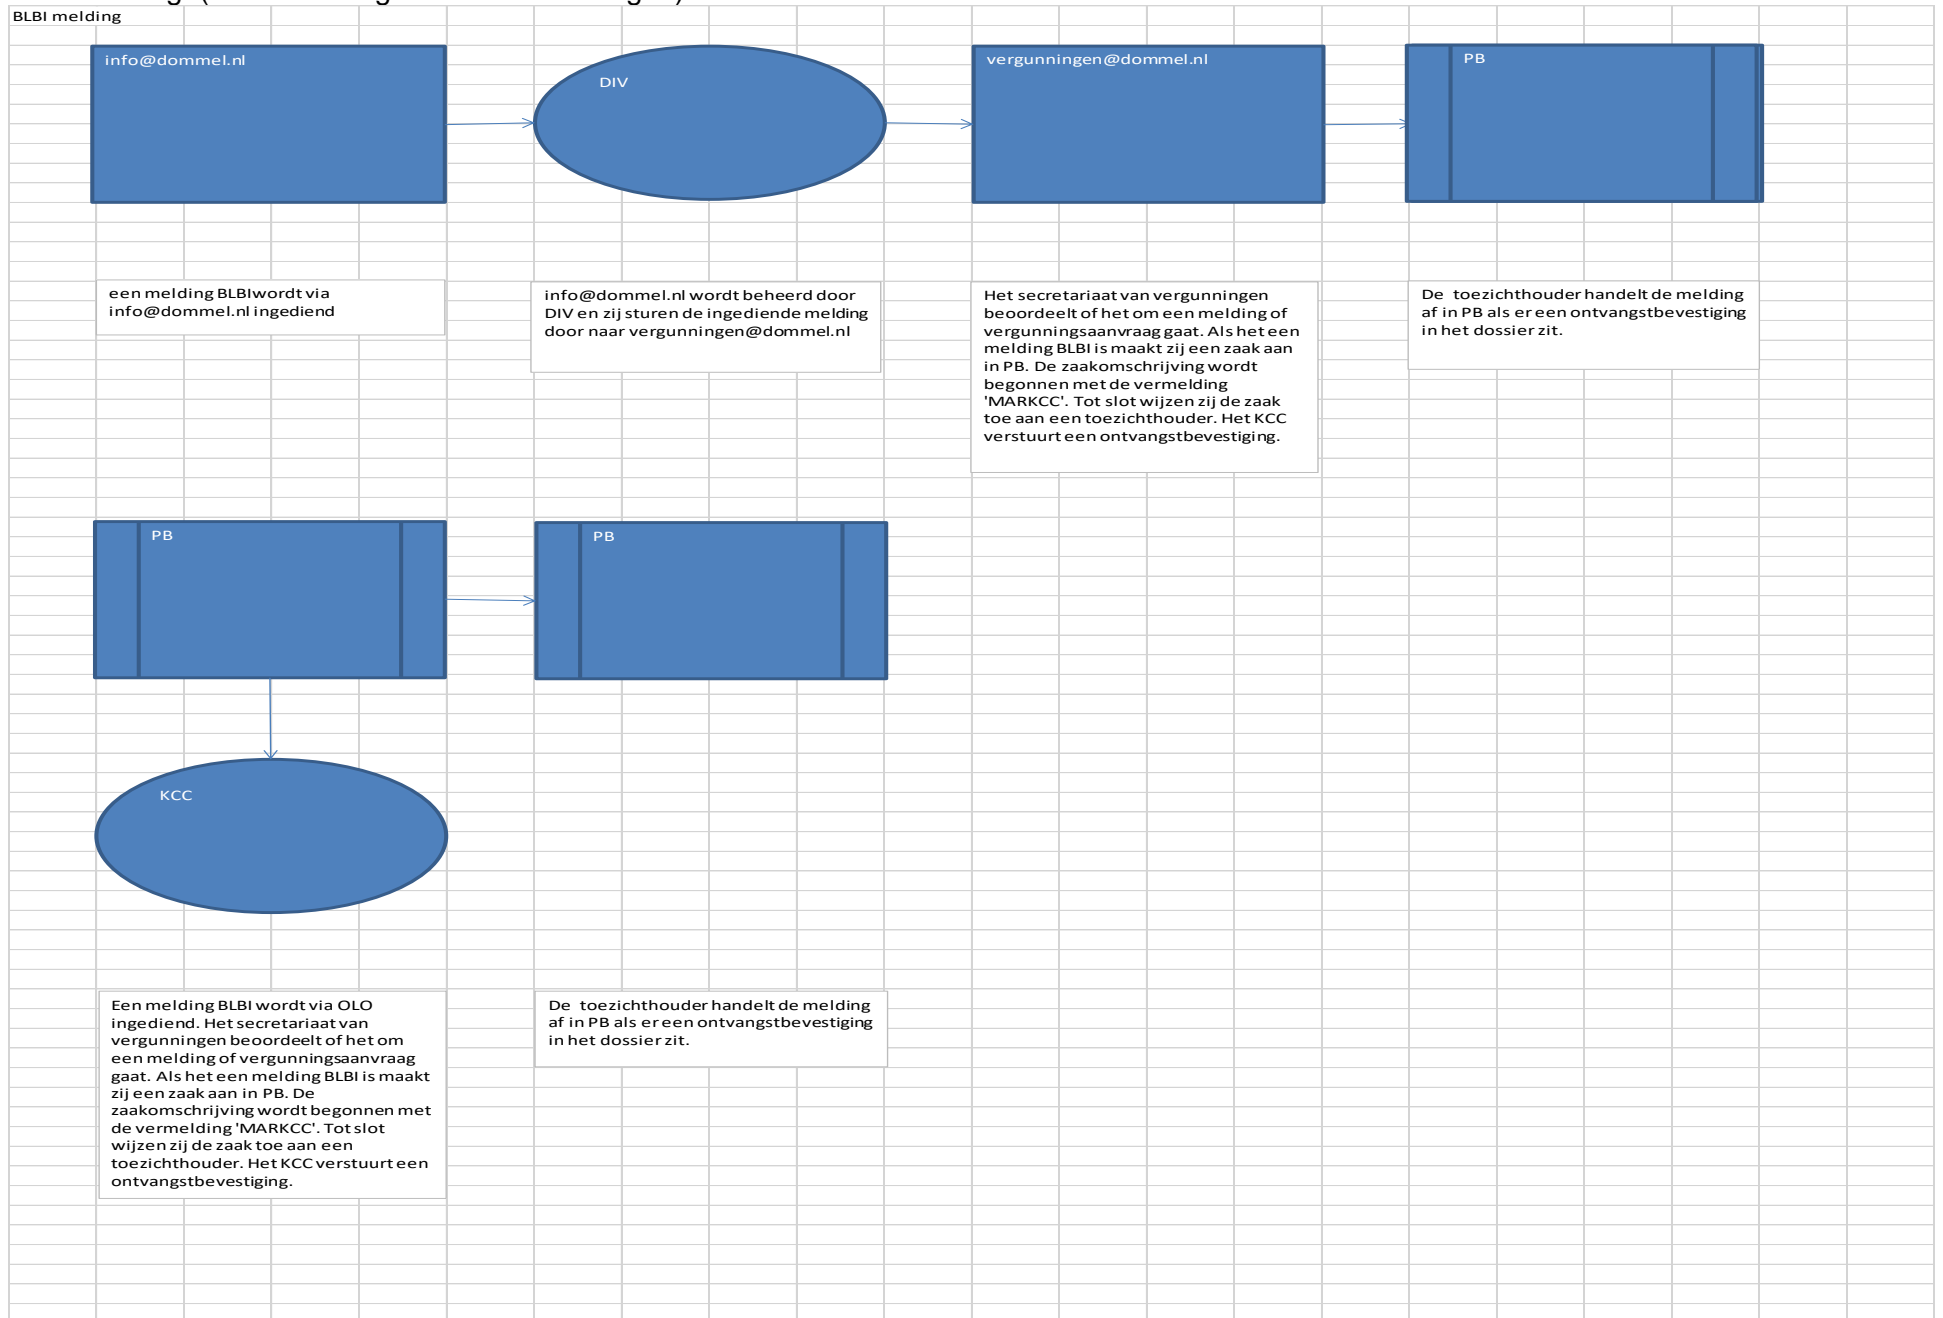 BLBI melding
info@dommel.nl
DIV
vergunningen@dommel.nl
PB
een melding BLBI wordt via
info@dommel.nl ingediend
info@dommel.nl wordt beheerd door
DIV en zij sturen de ingediende melding
door naar vergunningen@dommel.nl
Het secretariaat van vergunningen
beoordeelt of het om een melding of
vergunningsaanvraag gaat. Als het een
melding BLBI is maakt zij een zaak aan
in PB. De zaakomschrijving wordt
begonnen met de vermelding
'MARKCC'. Tot slot wijzen zij de zaak
toe aan een toezichthouder. Het KCC
verstuurt een ontvangstbevestiging.
De toezichthouder handelt de melding
af in PB als er een ontvangstbevestiging
in het dossier zit.
PB
PB
KCC
Een melding BLBI wordt via OLO
ingediend. Het secretariaat van
vergunningen beoordeelt of het om
een melding of vergunningsaanvraag
gaat. Als het een melding BLBI is maakt
zij een zaak aan in PB. De
zaakomschrijving wordt begonnen met
de vermelding 'MARKCC'. Tot slot
wijzen zij de zaak toe aan een
toezichthouder. Het KCC verstuurt een
ontvangstbevestiging.
De toezichthouder handelt de melding
af in PB als er een ontvangstbevestiging
in het dossier zit.